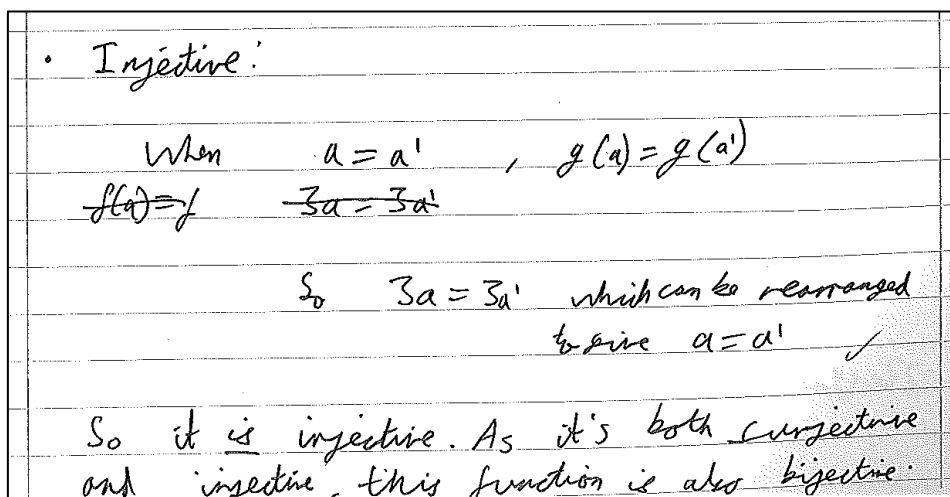 • Injective:
When a = a' , g(a) = g(a')
f(a) = f 3a = 3a'
So 3a = 3a' which can be rearranged
to give a = a' ✓
So it is injective. As it's both surjective
and injective, this function is also bijective.